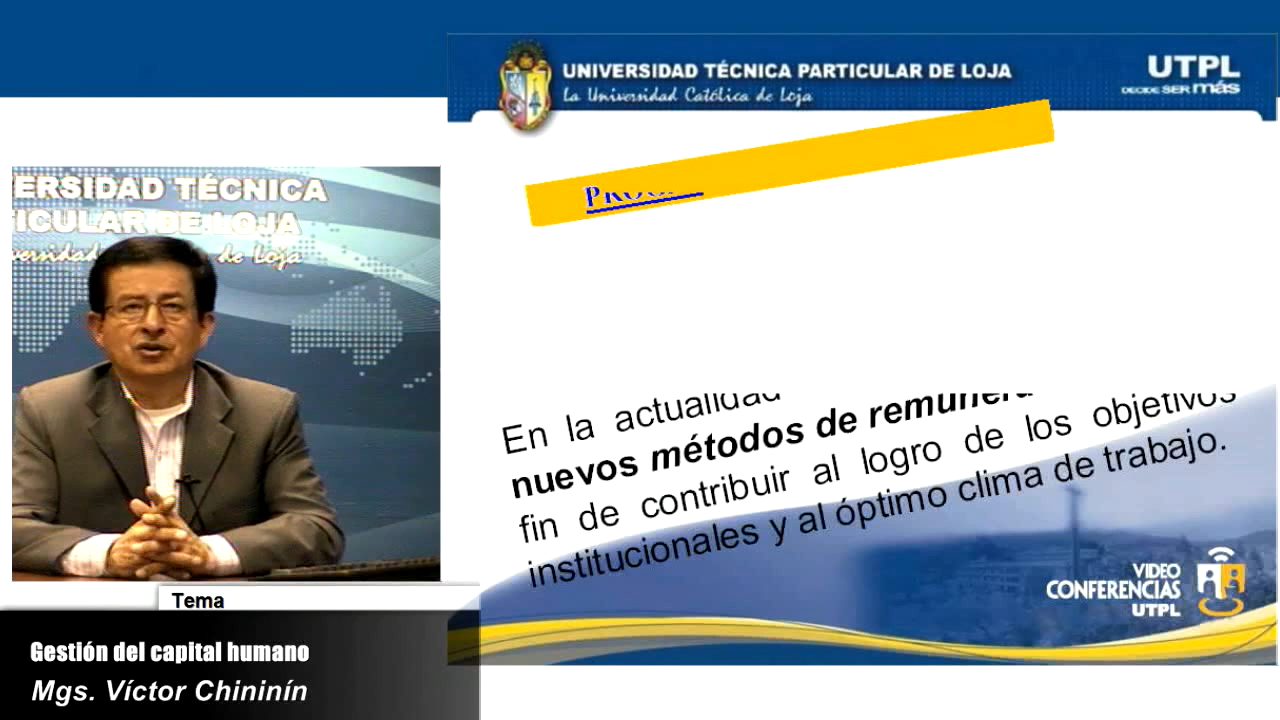 UNIVERSIDAD TÉCNICA PARTICULAR DE LOJA
La Universidad Católica de Loja
UTPL
DECIDE SER más
ERSIDAD TÉCNICA
TICULAR DE LOJA
versidad de Loja
En la actualidad
nuevos métodos de
fin de contribuir al logro de los objetivos
institucionales y al óptimo clima de trabajo.
VIDEO
CONFERENCIAS
UTPL
Tema
Gestión del capital humano
Mgs. Víctor Chininín